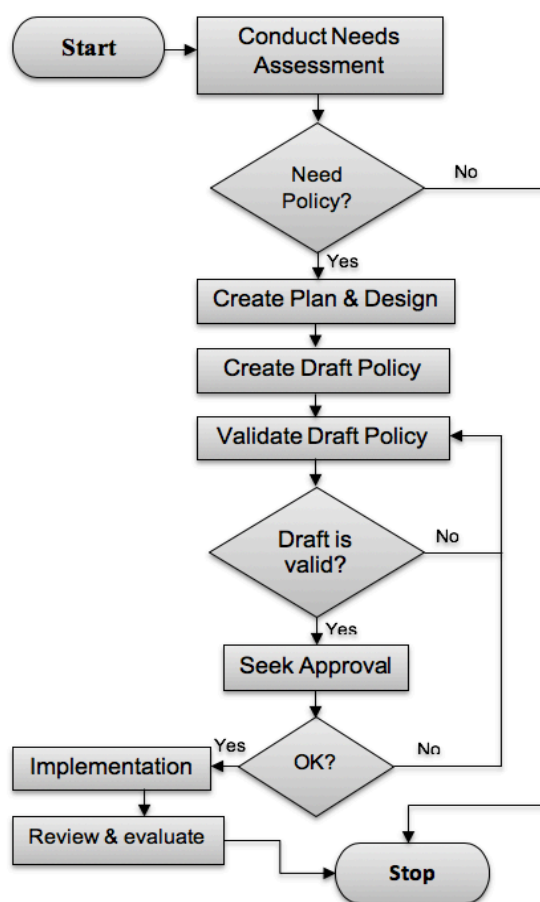 Start
Conduct Needs
Assessment
Need
Policy?
No
Yes
Create Plan & Design
Create Draft Policy
Validate Draft Policy
Draft is
valid?
No
Yes
Seek Approval
OK?
Yes
No
Implementation
Review & evaluate
Stop